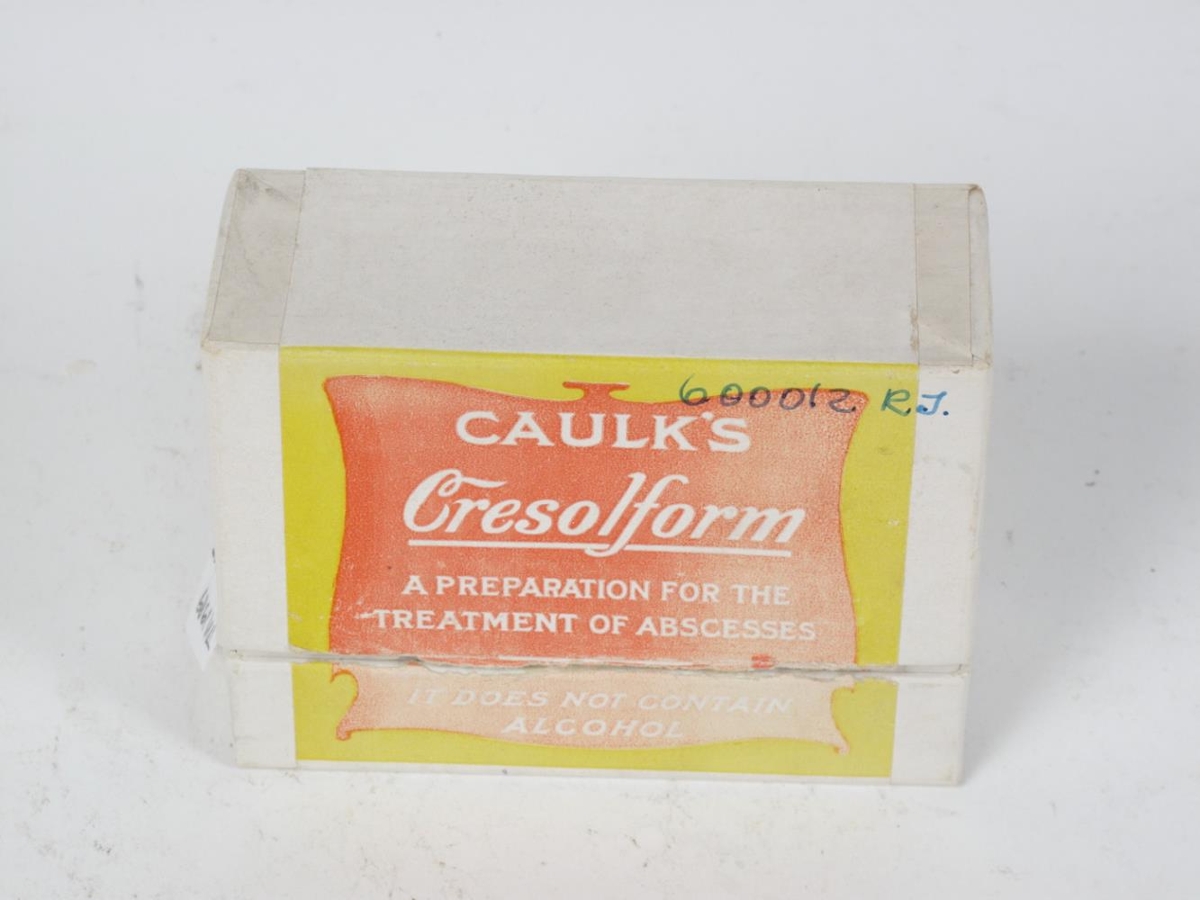 600012 R.J.
CAULK'S
Cresolform
A PREPARATION FOR THE
TREATMENT OF ABSCESSES
IT DOES NOT CONTAIN
ALCOHOL